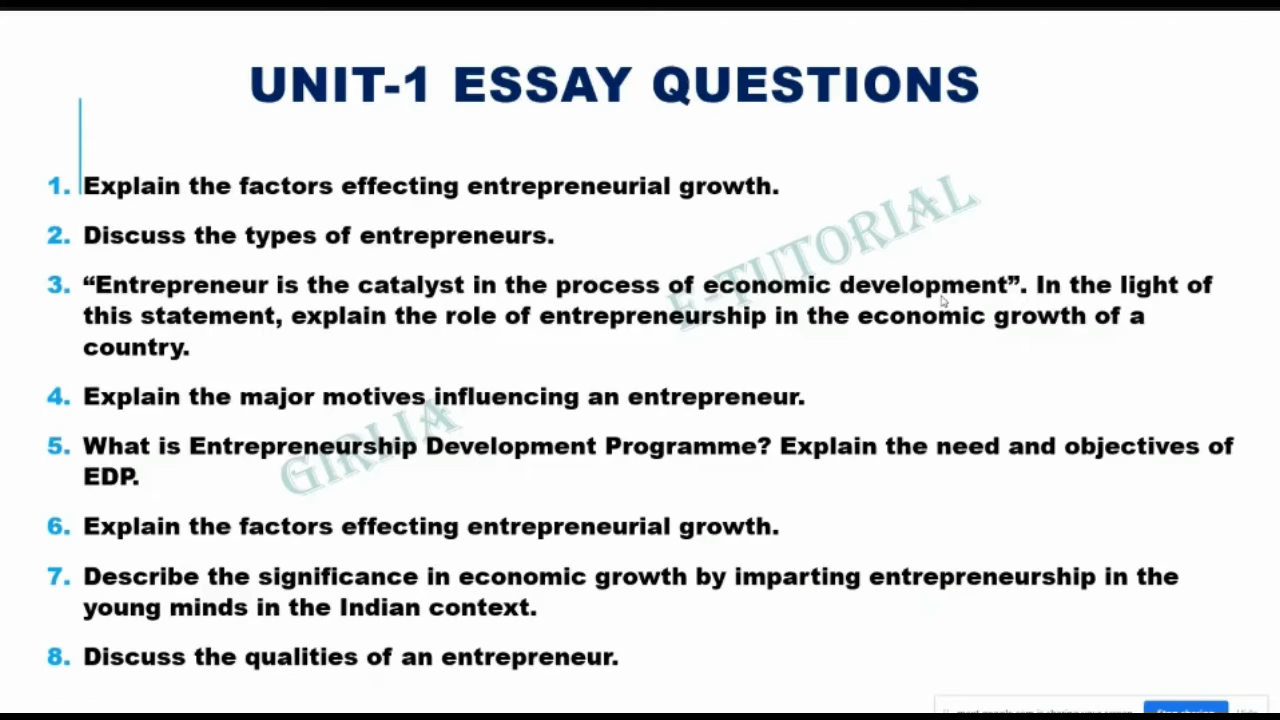 UNIT-1 ESSAY QUESTIONS
1. Explain the factors effecting entrepreneurial growth.
2. Discuss the types of entrepreneurs.
3. “Entrepreneur is the catalyst in the process of economic development”. In the light of
this statement, explain the role of entrepreneurship in the economic growth of a
country.
4. Explain the major motives influencing an entrepreneur.
5. What is Entrepreneurship Development Programme? Explain the need and objectives of
EDP.
6. Explain the factors effecting entrepreneurial growth.
7. Describe the significance in economic growth by imparting entrepreneurship in the
young minds in the Indian context.
8. Discuss the qualities of an entrepreneur.
GIRIJA
E-TUTORIAL